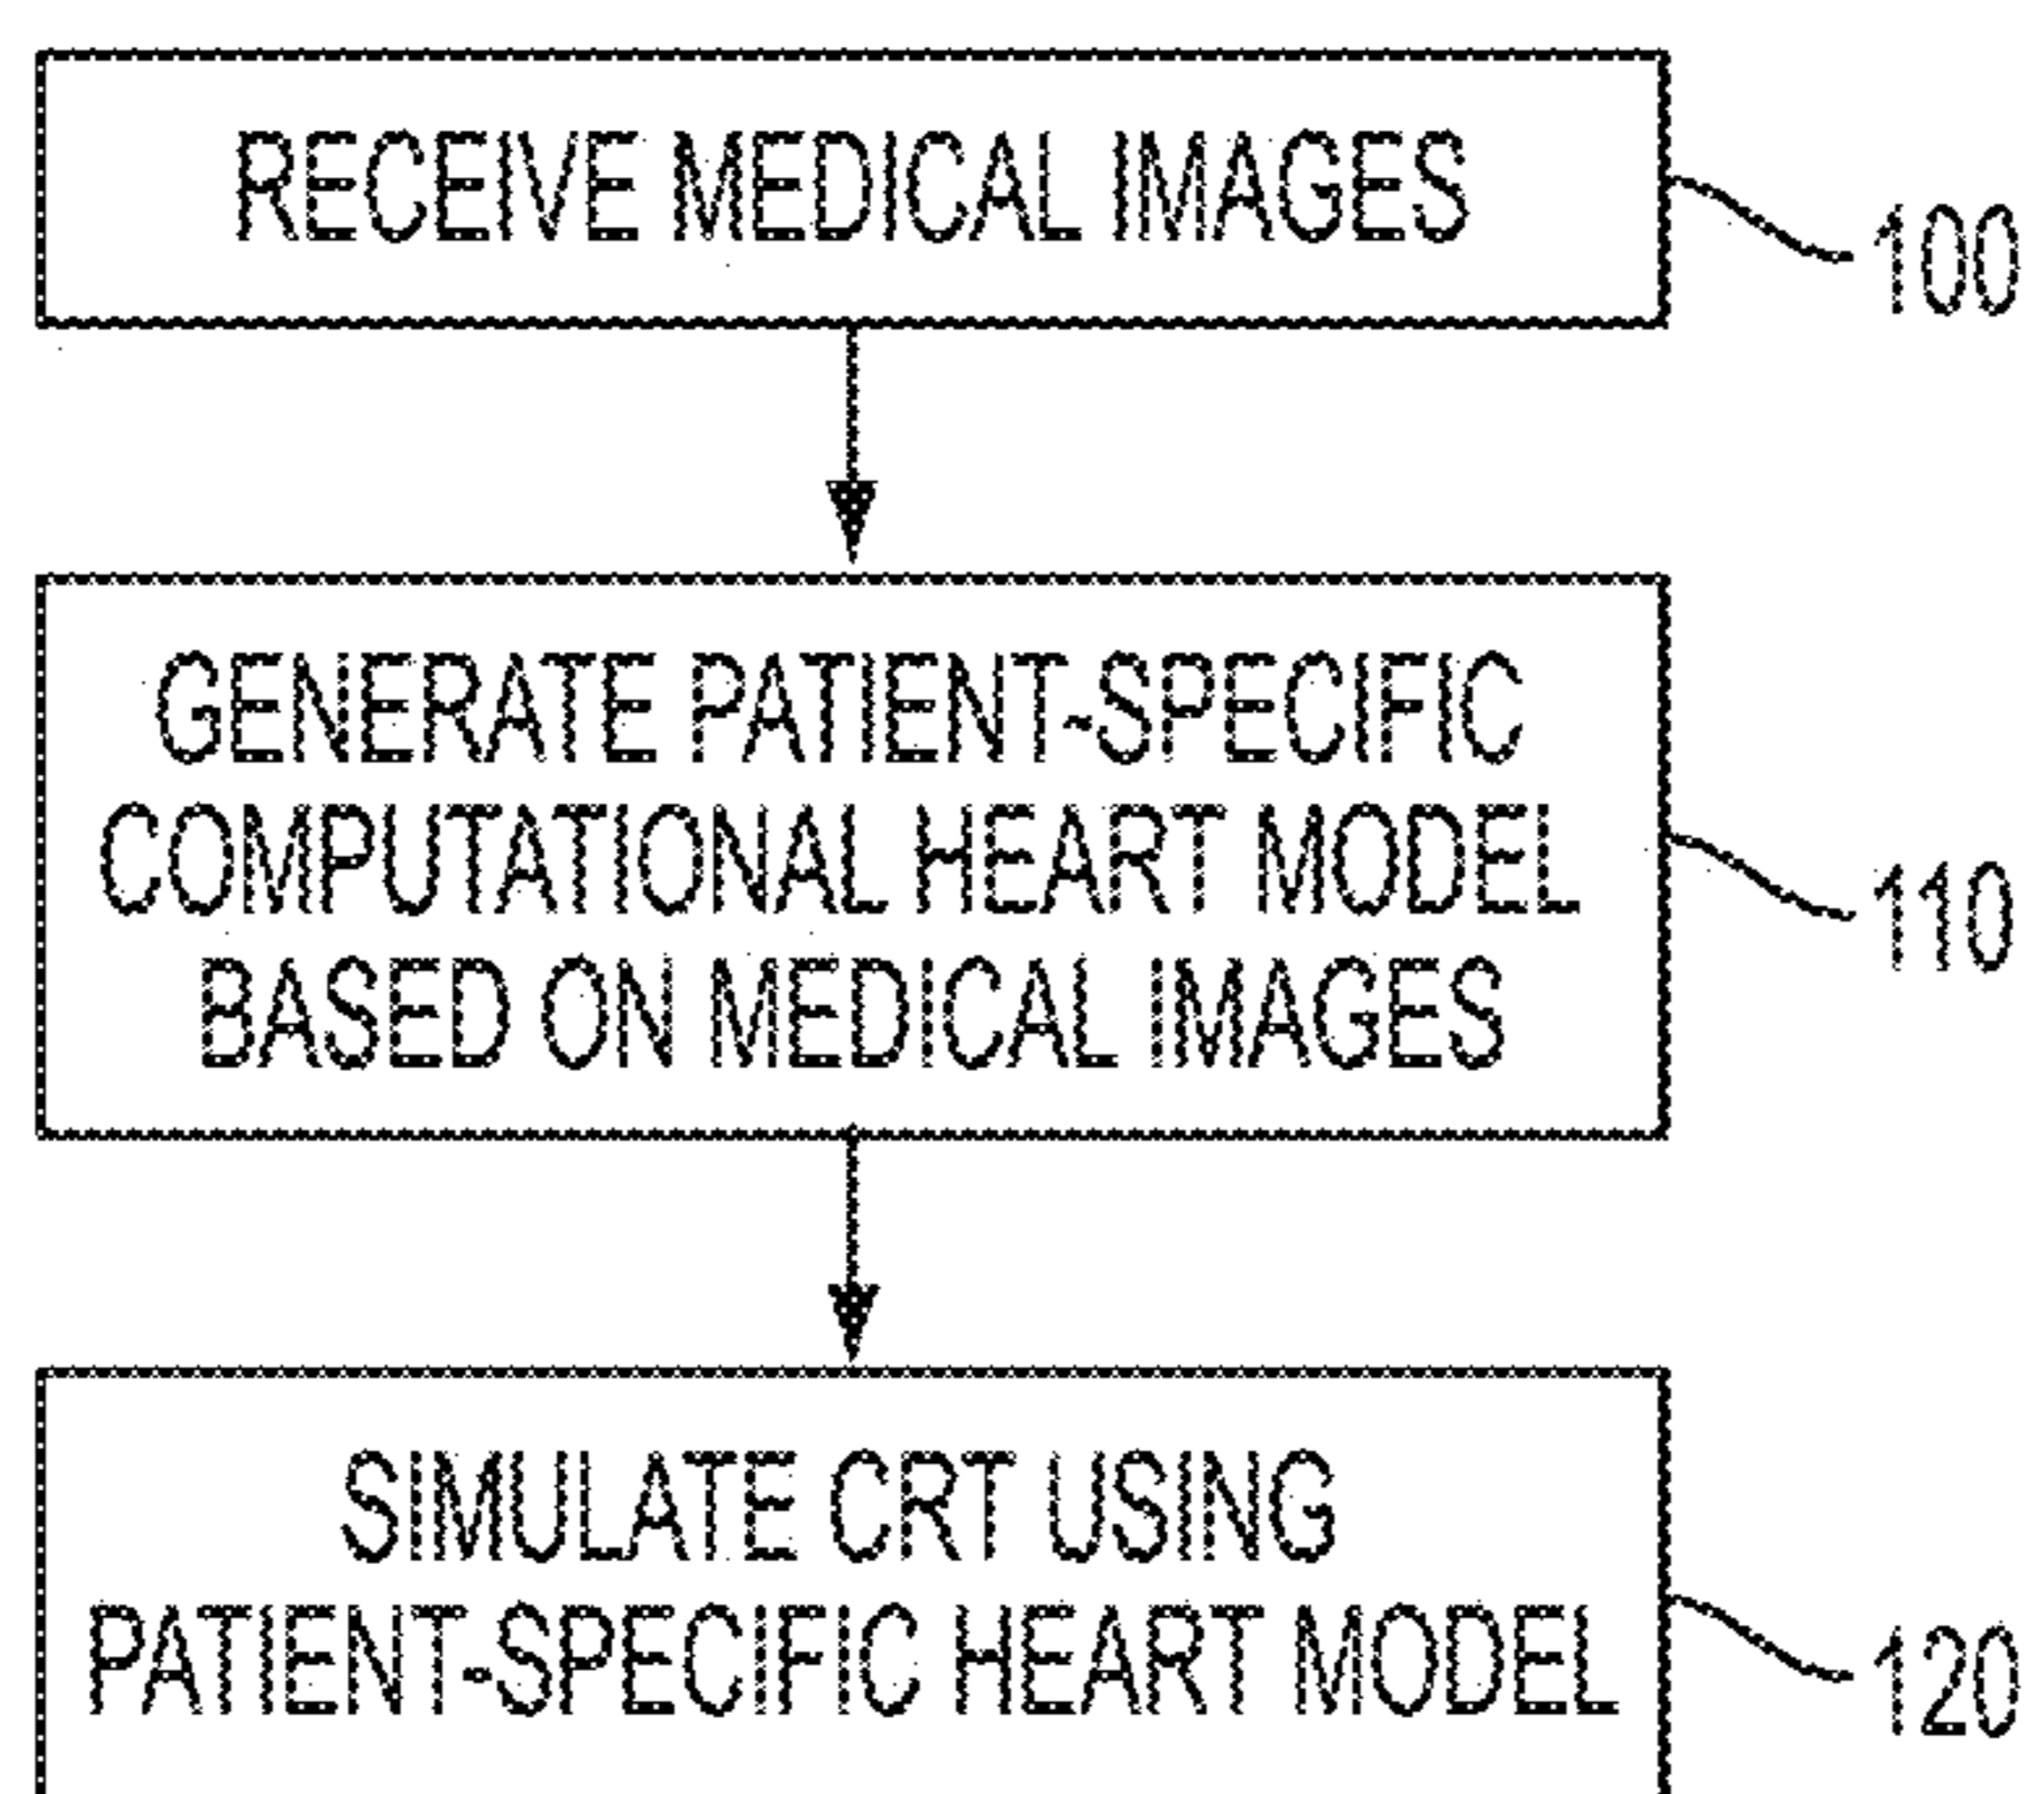 RECEIVE MEDICAL IMAGES
100
GENERATE PATIENT-SPECIFIC
COMPUTATIONAL HEART MODEL
BASED ON MEDICAL IMAGES
110
SIMULATE CRT USING
PATIENT-SPECIFIC HEART MODEL
120